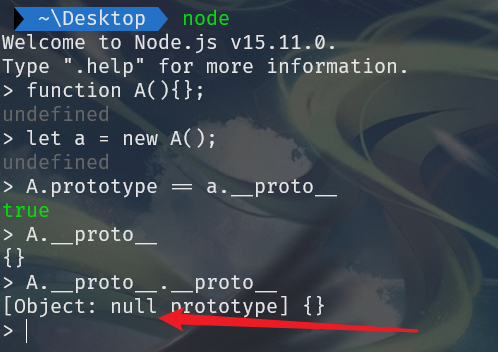 ~\Desktop node
Welcome to Node.js v15.11.0.
Type ".help" for more information.
> function A(){};
undefined
> let a = new A();
undefined
> A.prototype == a.__proto__
true
> A.__proto__
{}
> A.__proto__.__proto__
[Object: null prototype] {}
>